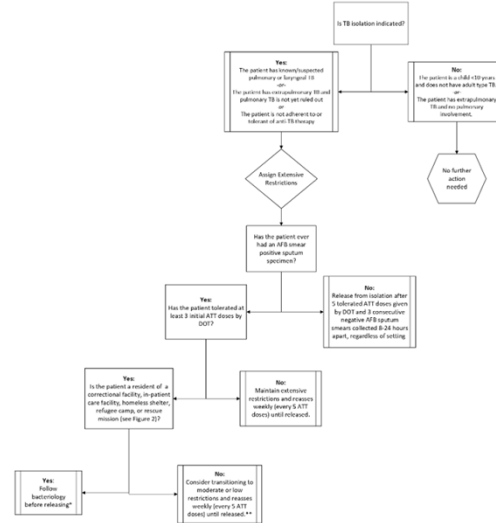 Is TB isolation indicated?
Yes:
The patient has known/suspected
pulmonary or laryngeal TB
-or-
The patient has extrapulmonary TB and
pulmonary TB is not yet ruled out
or
The patient is not adherent to or
tolerant of anti-TB therapy
No:
The patient is a child <10 years
and does not have adult type TB
-or-
The patient has extrapulmonary
TB and no pulmonary
involvement.
Assign Extensive
Restrictions
No further
action
needed
Has the patient ever
had an AFB smear
positive sputum
specimen?
Yes:
Has the patient tolerated at
least 3 initial ATT doses by
DOT?
No:
Release from isolation after
5 tolerated ATT doses given
by DOT and 3 consecutive
negative AFB sputum
smears collected 8-24 hours
apart, regardless of setting
Yes:
Is the patient a resident of a
correctional facility, in-patient
care facility, homeless shelter,
refugee camp, or rescue
mission (see Figure 2)?
No:
Maintain extensive
restrictions and reassess
weekly (every 5 ATT
doses) until released.
Yes:
Follow
bacteriology
before releasing*
No:
Consider transitioning to
moderate or low
restrictions and reassess
weekly (every 5 ATT
doses) until released.**